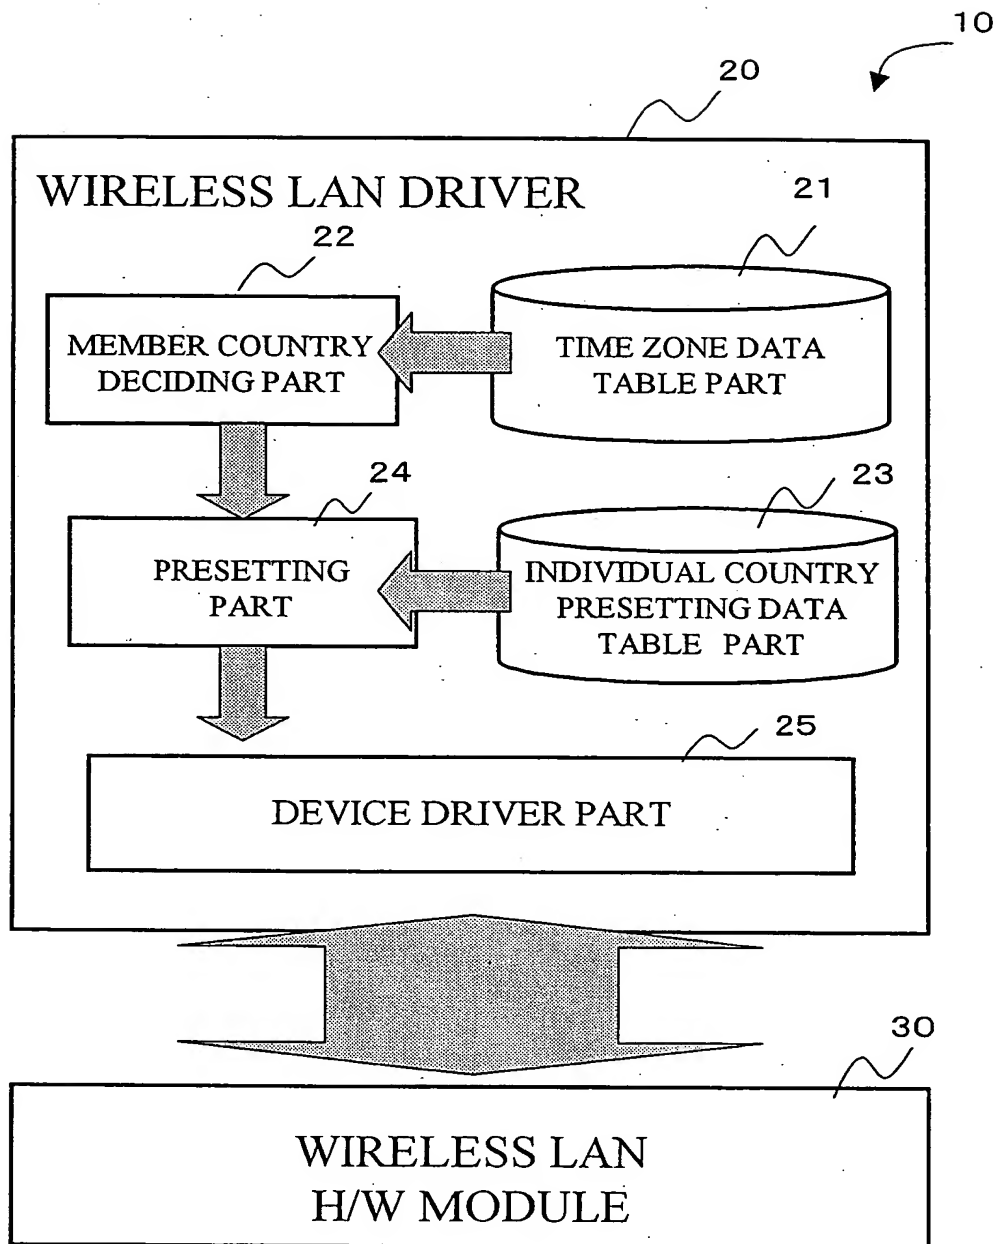 10
20
WIRELESS LAN DRIVER
21
22
MEMBER COUNTRY
DECIDING PART
TIME ZONE DATA
TABLE PART
24
23
PRESETTING
PART
INDIVIDUAL COUNTRY
PRESETTING DATA
TABLE PART
25
DEVICE DRIVER PART
30
WIRELESS LAN
H/W MODULE